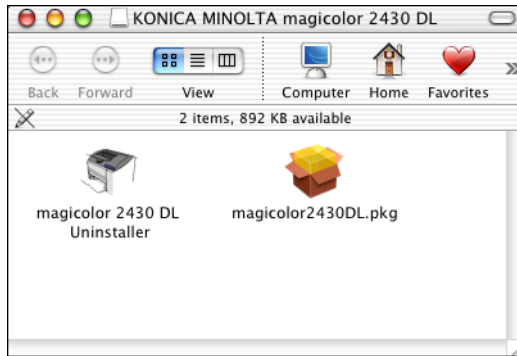 KONICA MINOLTA magicolor 2430 DL
Back Forward View Computer Home Favorites
2 items, 892 KB available
magicolor 2430 DL
Uninstaller
magicolor2430DL.pkg